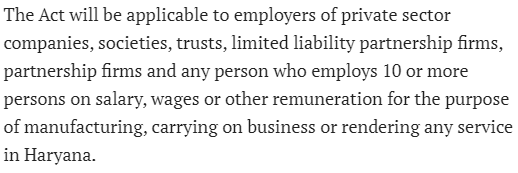 The Act will be applicable to employers of private sector
companies, societies, trusts, limited liability partnership firms,
partnership firms and any person who employs 10 or more
persons on salary, wages or other remuneration for the purpose
of manufacturing, carrying on business or rendering any service
in Haryana.